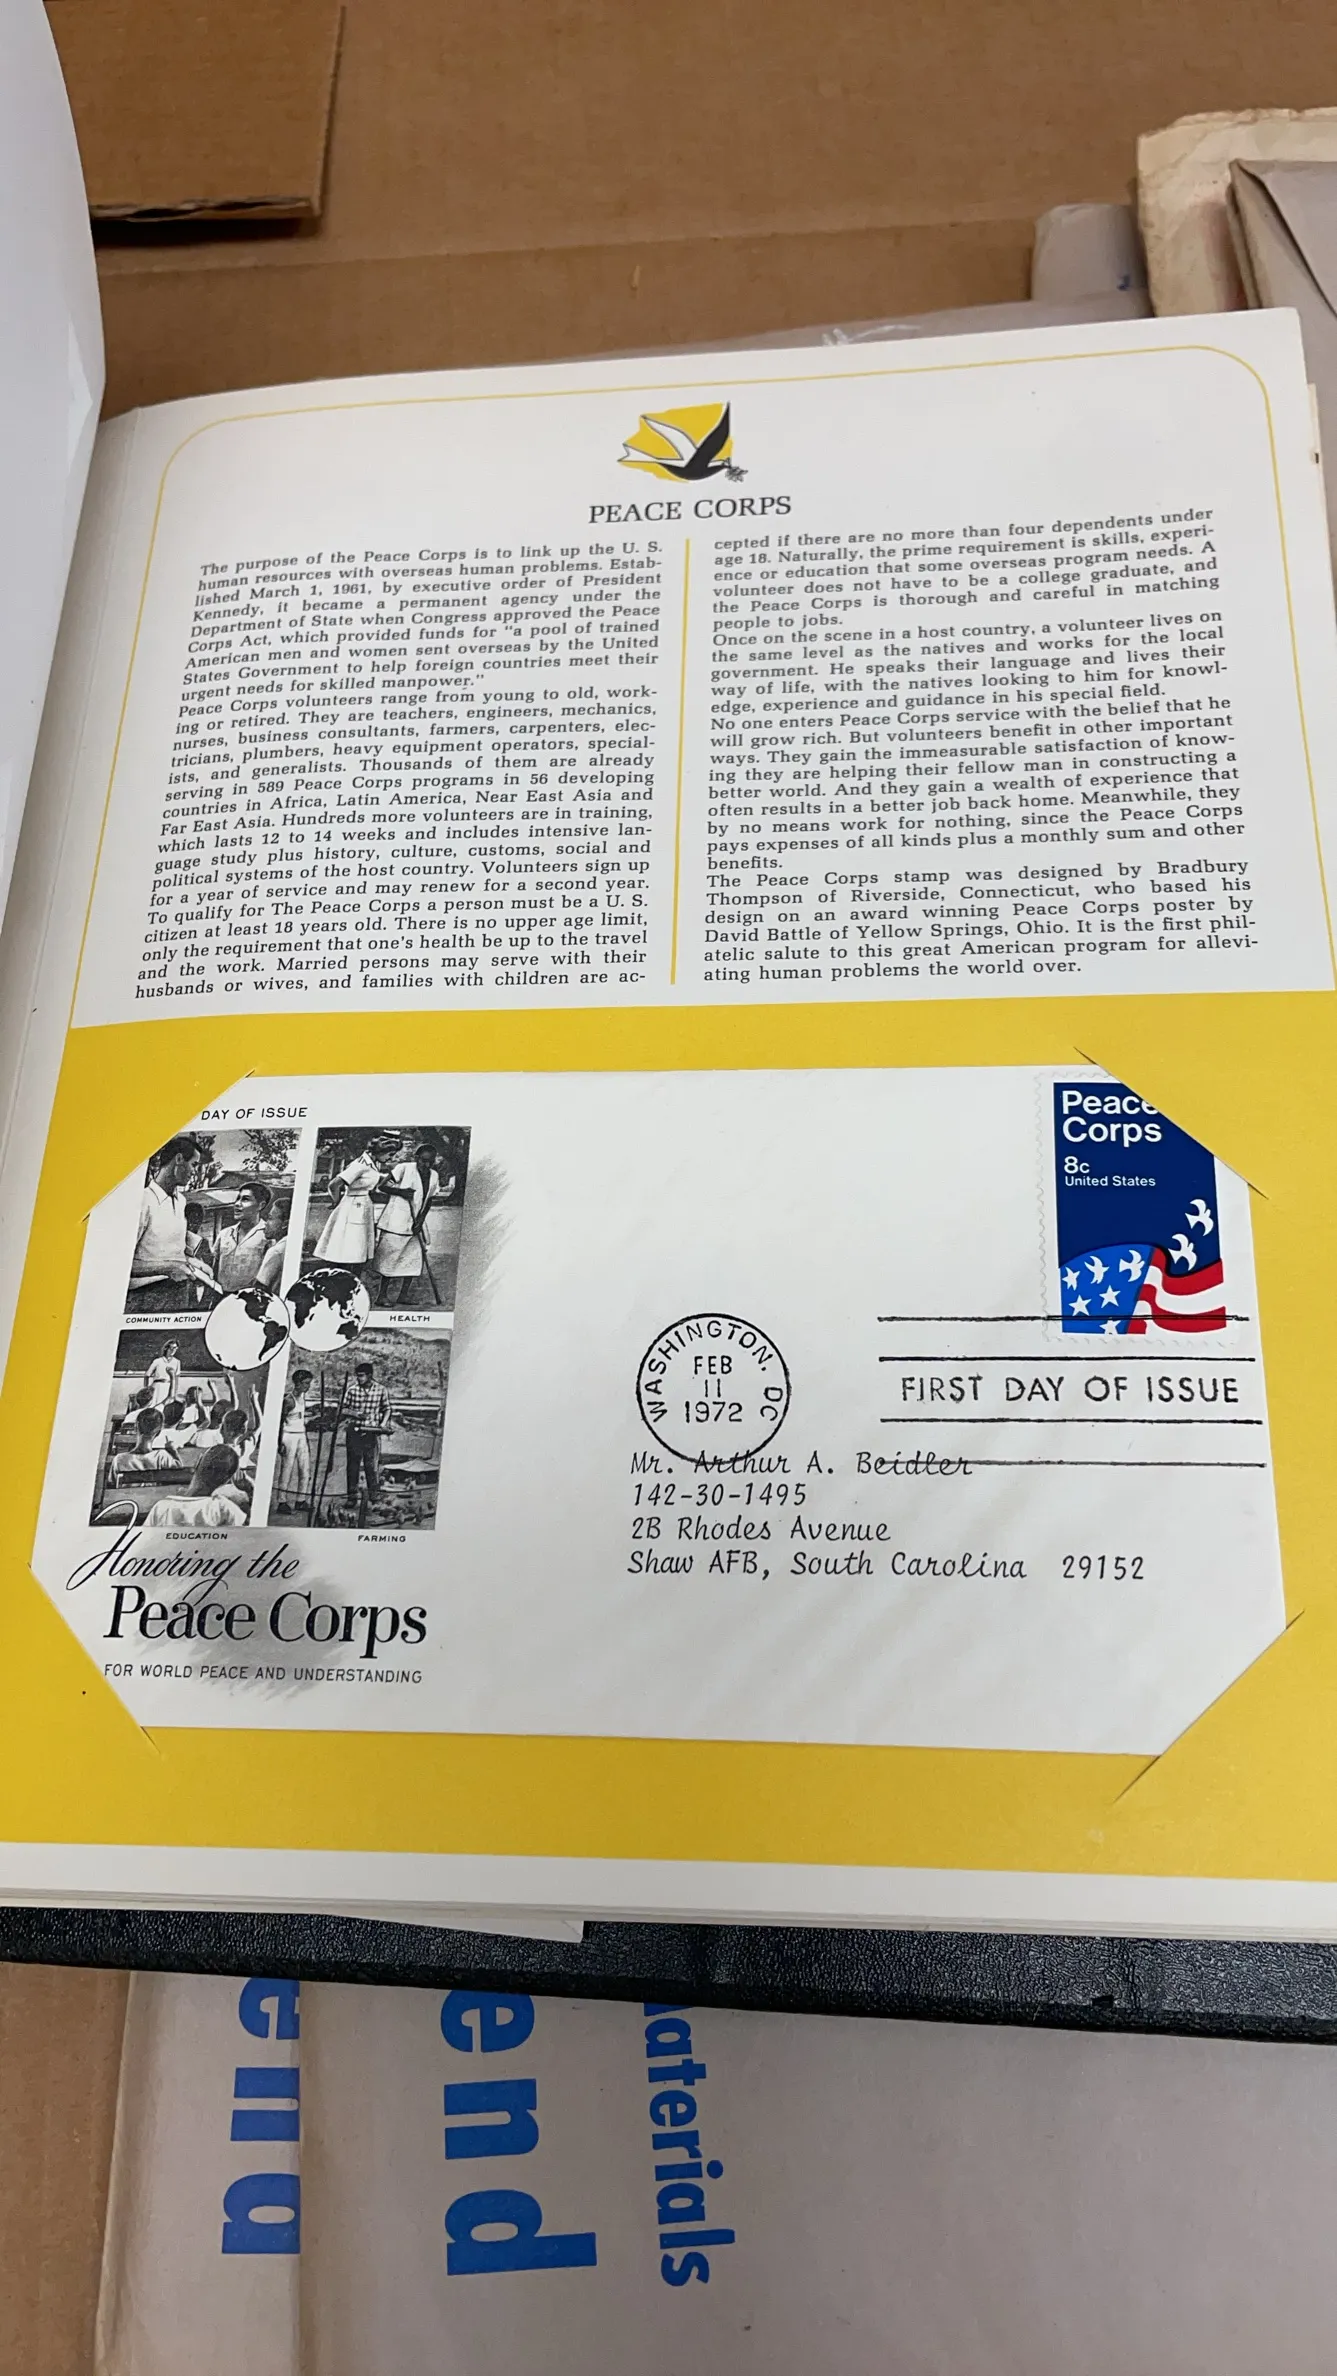 PEACE CORPS
The purpose of the Peace Corps is to link up the U. S.
human resources with overseas human problems. Estab-
lished March 1, 1961, by executive order of President
Kennedy, it became a permanent agency under the
Department of State when Congress approved the Peace
Corps Act, which provided funds for "a pool of trained
American men and women sent overseas by the United
States Government to help foreign countries meet their
urgent needs for skilled manpower."
Peace Corps volunteers range from young to old, work-
ing or retired. They are teachers, engineers, mechanics,
nurses, business consultants, farmers, carpenters, elec-
tricians, plumbers, heavy equipment operators, special-
ists, and generalists. Thousands of them are already
serving in 589 Peace Corps programs in 56 developing
countries in Africa, Latin America, Near East Asia and
Far East Asia. Hundreds more volunteers are in training,
which lasts 12 to 14 weeks and includes intensive lan-
guage study plus history, culture, customs, social and
political systems of the host country. Volunteers sign up
for a year of service and may renew for a second year.
To qualify for The Peace Corps a person must be a U. S.
citizen at least 18 years old. There is no upper age limit,
only the requirement that one's health be up to the travel
and the work. Married persons may serve with their
husbands or wives, and families with children are ac-
cepted if there are no more than four dependents under
age 18. Naturally, the prime requirement is skills, experi-
ence or education that some overseas program needs. A
volunteer does not have to be a college graduate, and
the Peace Corps is thorough and careful in matching
people to jobs.
Once on the scene in a host country, a volunteer lives on
the same level as the natives and works for the local
government. He speaks their language and lives their
way of life, with the natives looking to him for knowl-
edge, experience and guidance in his special field.
No one enters Peace Corps service with the belief that he
will grow rich. But volunteers benefit in other important
ways. They gain the immeasurable satisfaction of know-
ing they are helping their fellow man in constructing a
better world. And they gain a wealth of experience that
often results in a better job back home. Meanwhile, they
by no means work for nothing, since the Peace Corps
pays expenses of all kinds plus a monthly sum and other
benefits.
The Peace Corps stamp was designed by Bradbury
Thompson of Riverside, Connecticut, who based his
design on an award winning Peace Corps poster by
David Battle of Yellow Springs, Ohio. It is the first phil-
atelic salute to this great American program for allevi-
ating human problems the world over.
DAY OF ISSUE
COMMUNITY ACTION
HEALTH
EDUCATION
FARMING
Honoring the
Peace Corps
FOR WORLD PEACE AND UNDERSTANDING
Peace
Corps
8c
United States
WASHINGTON, DC
FEB
11
1972
FIRST DAY OF ISSUE
Mr. Arthur A. Beidler
142-30-1495
2B Rhodes Avenue
Shaw AFB, South Carolina 29152
end
end
aterials